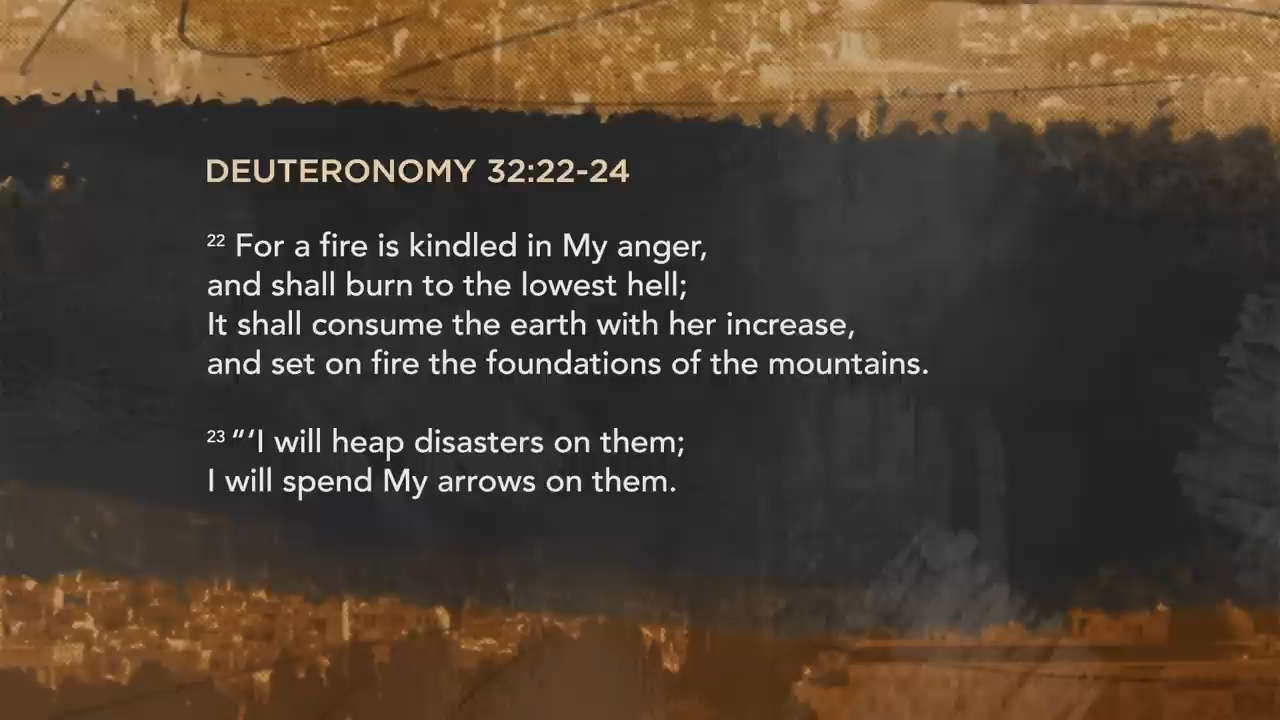 DEUTERONOMY 32:22-24
22 For a fire is kindled in My anger,
and shall burn to the lowest hell;
It shall consume the earth with her increase,
and set on fire the foundations of the mountains.
23 “‘I will heap disasters on them;
I will spend My arrows on them.